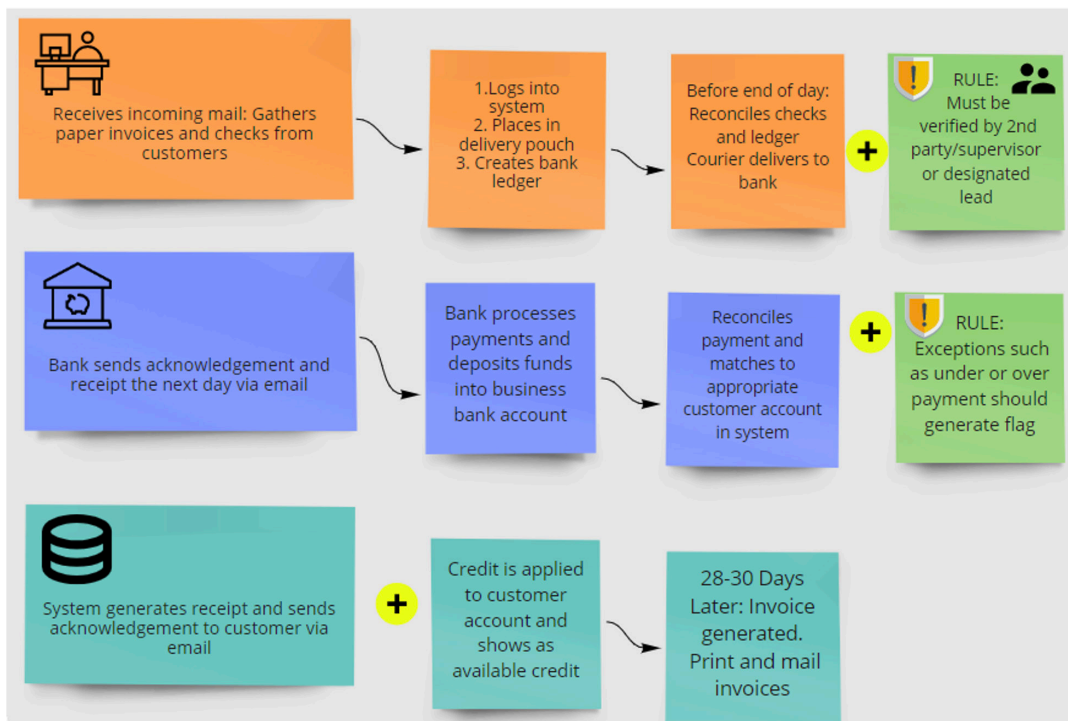 Receives incoming mail: Gathers
paper invoices and checks from
customers
1.Logs into
system
2. Places in
delivery pouch
3. Creates bank
ledger
Before end of day:
Reconciles checks
and ledger
Courier delivers to
bank
+
RULE:
Must be
verified by 2nd
party/supervisor
or designated
lead
Bank sends acknowledgement and
receipt the next day via email
Bank processes
payments and
deposits funds
into business
bank account
Reconciles
payment and
matches to
appropriate
customer account
in system
+
RULE:
Exceptions such
as under or over
payment should
generate flag
System generates receipt and sends
acknowledgement to customer via
email
+
Credit is applied
to customer
account and
shows as
available credit
28-30 Days
Later: Invoice
generated.
Print and mail
invoices